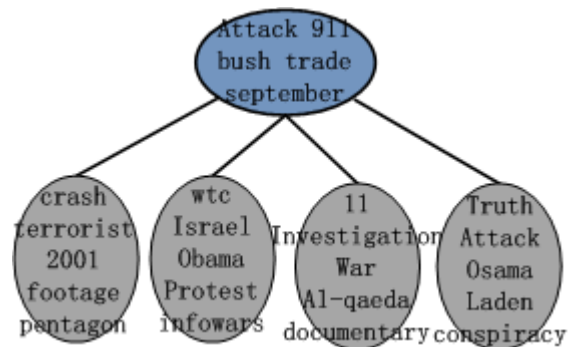 Attack 911
bush trade
september
crash
terrorist
2001
footage
pentagon
wtc
Israel
Obama
Protest
infowars
11
Investigation
War
Al-qaeda
documentary
Truth
Attack
Osama
Laden
conspiracy